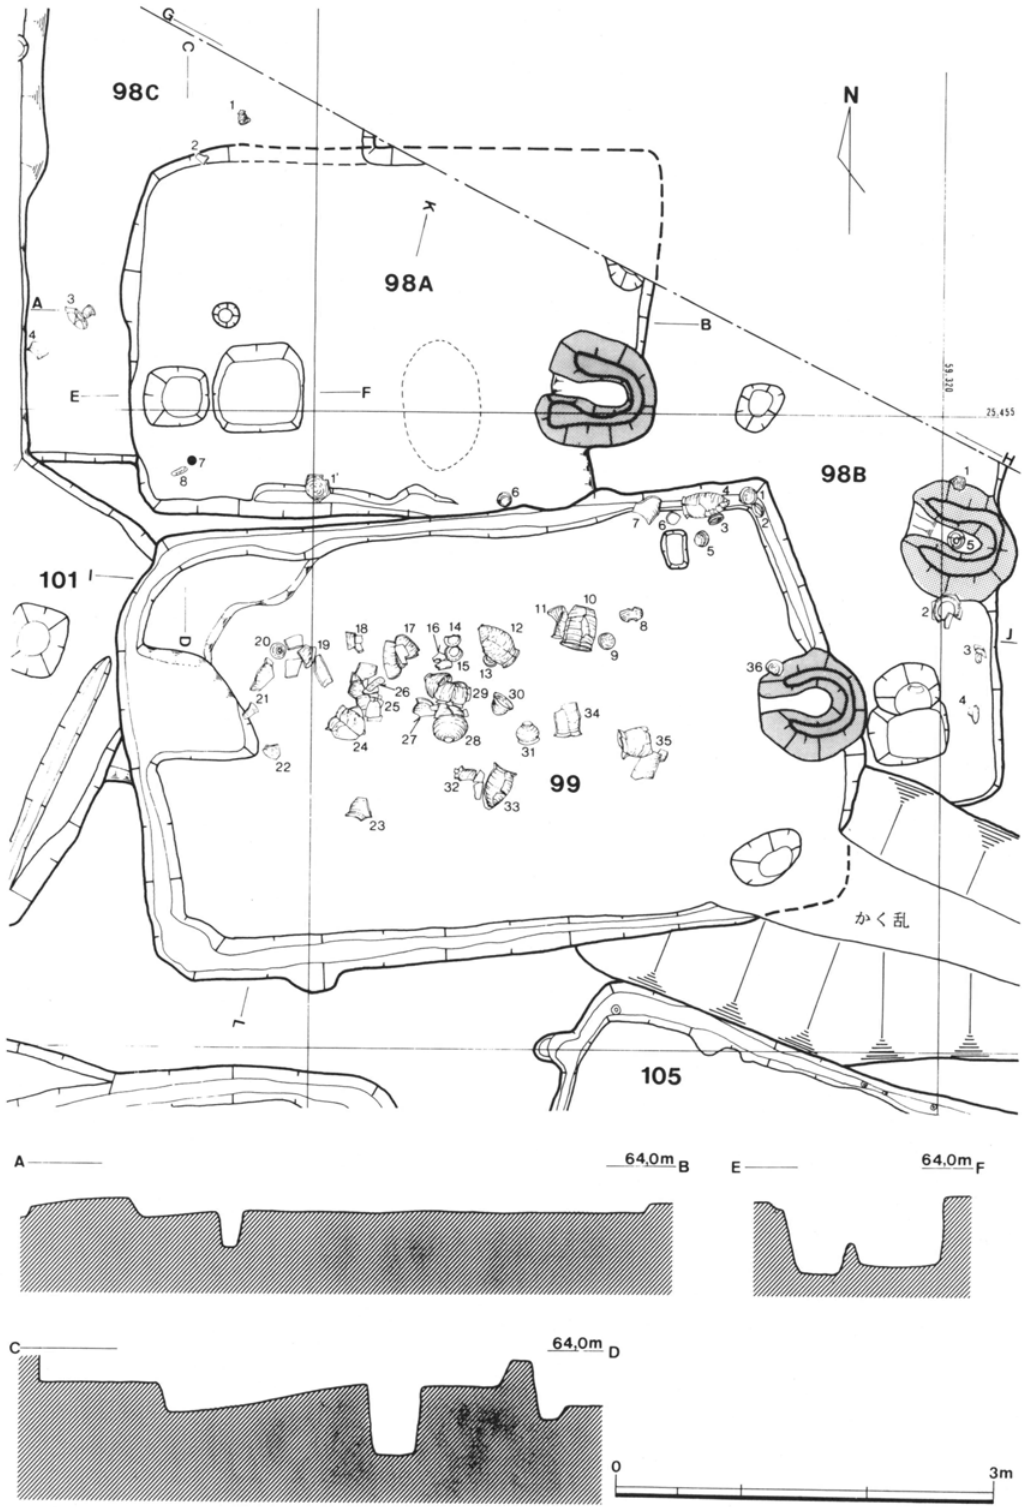 G
C
98C
1
N
2
K
98A
A
3
B
4
59.320
E
F
25.455
H
7
8
1'
6
98B
1
7
4
1
2
6
3
5
5
101
I
2
J
D
20
19
18
17
16
14
15
12
13
11
10
9
8
3
36
21
26
25
29
30
4
24
27
28
31
34
35
22
32
33
99
23
かく乱
L
105
A
64,0m B
E
64,0m F
C
64,0m D
0
3m